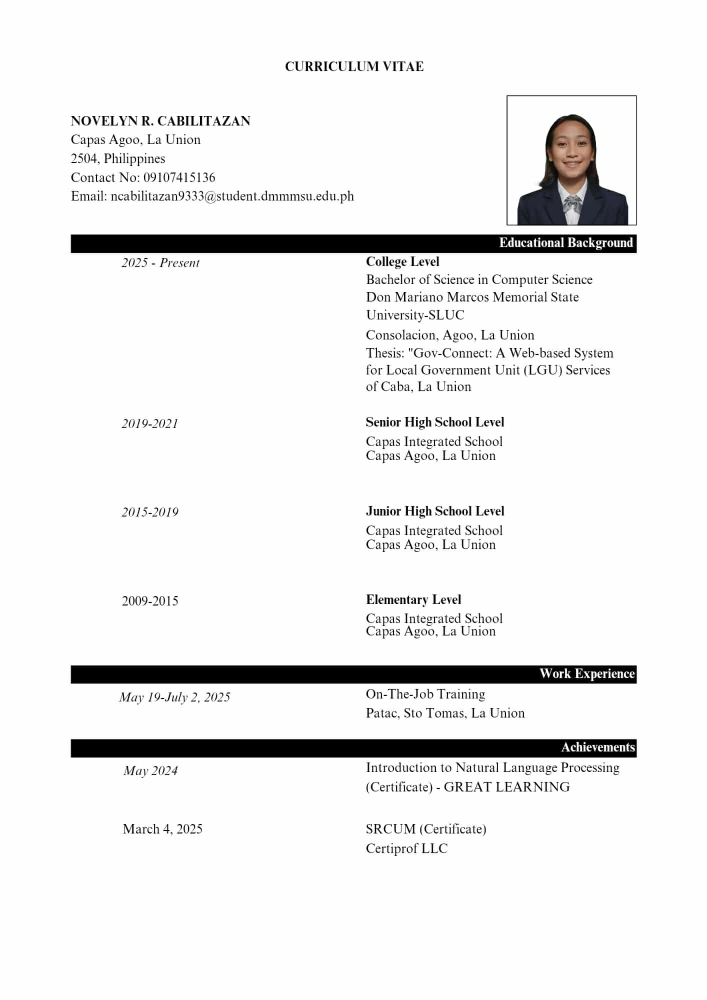 CURRICULUM VITAE
NOVELYN R. CABILITAZAN
Capas Agoo, La Union
2504, Philippines
Contact No: 09107415136
Email: ncabilitazan9333@student.dmmmsu.edu.ph
Educational Background
2025 - Present
College Level
Bachelor of Science in Computer Science
Don Mariano Marcos Memorial State
University-SLUC
Consolacion, Agoo, La Union
Thesis: "Gov-Connect: A Web-based System
for Local Government Unit (LGU) Services
of Caba, La Union
2019-2021
Senior High School Level
Capas Integrated School
Capas Agoo, La Union
2015-2019
Junior High School Level
Capas Integrated School
Capas Agoo, La Union
2009-2015
Elementary Level
Capas Integrated School
Capas Agoo, La Union
Work Experience
May 19-July 2, 2025
On-The-Job Training
Patac, Sto Tomas, La Union
Achievements
May 2024
Introduction to Natural Language Processing
(Certificate) - GREAT LEARNING
March 4, 2025
SRCUM (Certificate)
Certiprof LLC